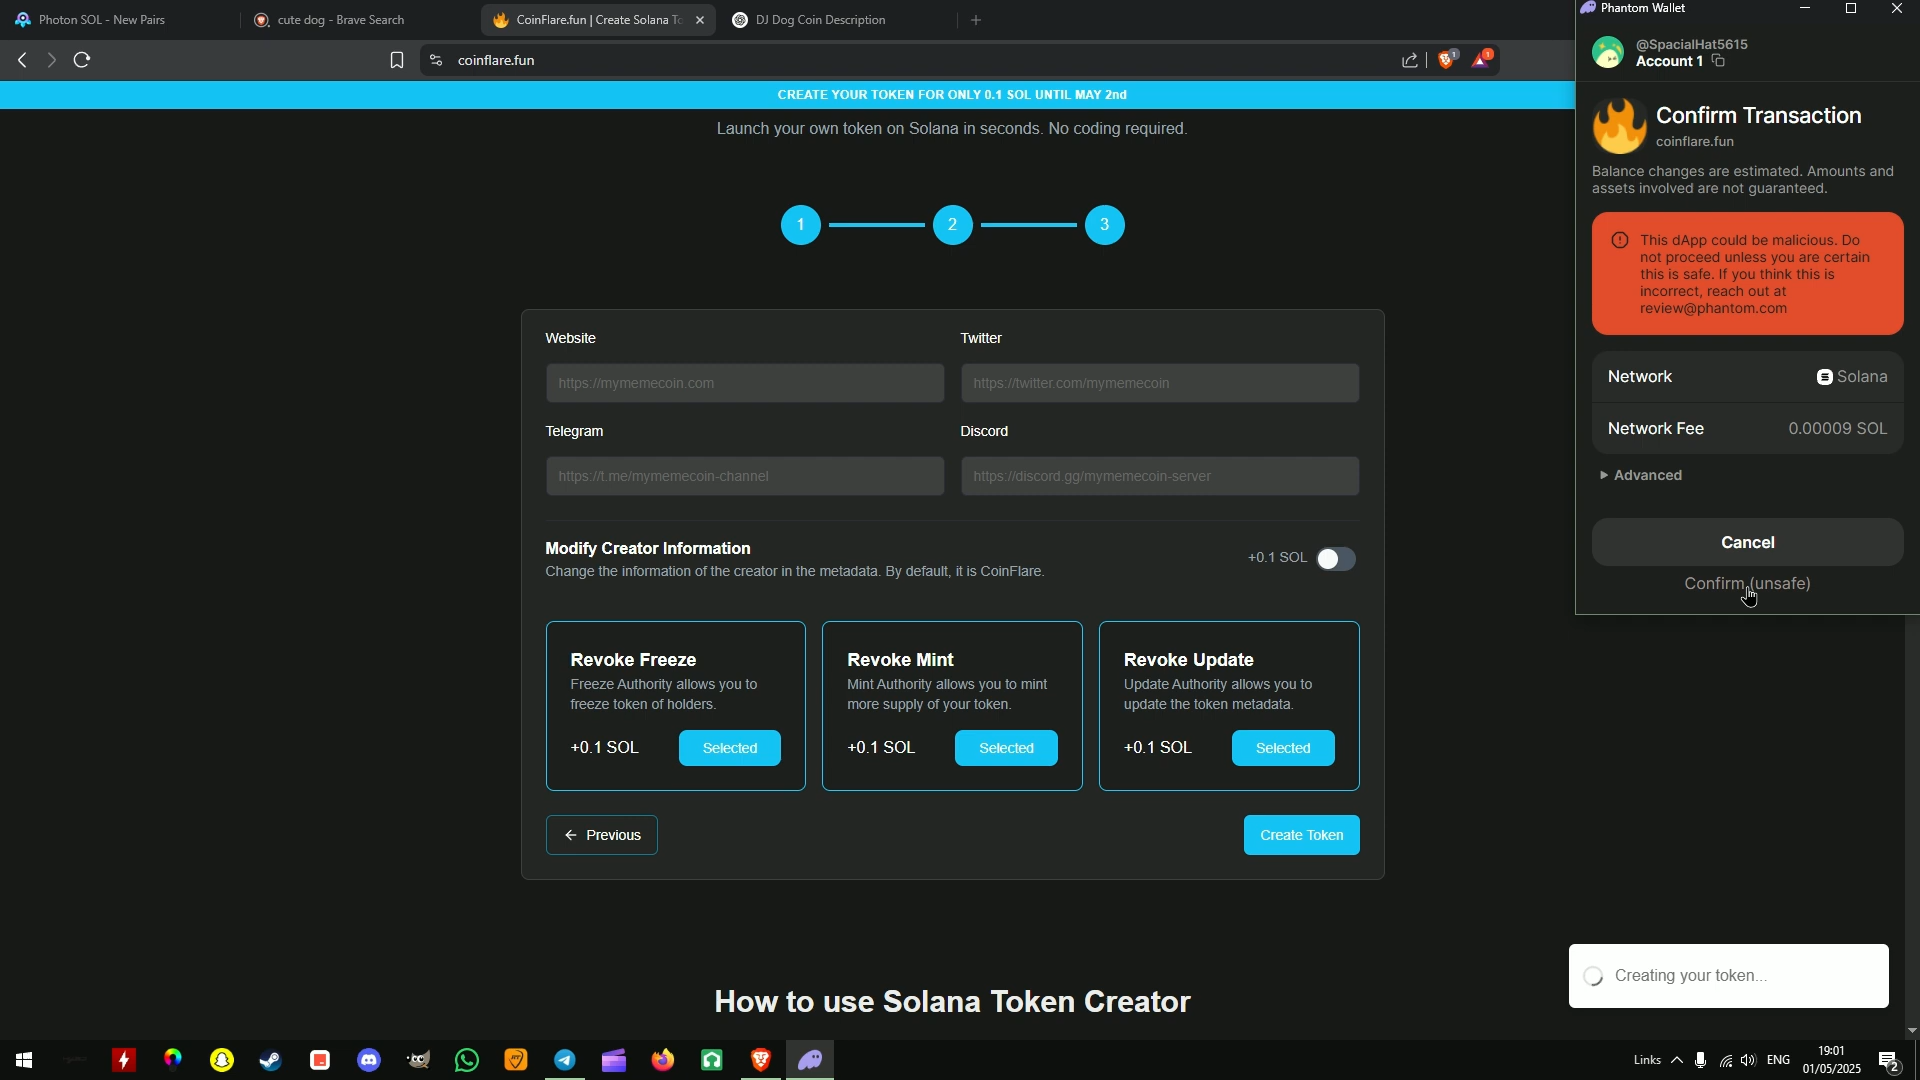 Photon SOL - New Pairs
cute dog - Brave Search
CoinFlare.fun | Create Solana To
DJ Dog Coin Description
coinflare.fun
1
1
CREATE YOUR TOKEN FOR ONLY 0.1 SOL UNTIL MAY 2nd
Launch your own token on Solana in seconds. No coding required.
1
2
3
Website
Twitter
https://mymemecoin.com
https://twitter.com/mymemecoin
Telegram
Discord
https://t.me/mymemecoin-channel
https://discord.gg/mymemecoin-server
Modify Creator Information
Change the information of the creator in the metadata. By default, it is CoinFlare.
+0.1 SOL
Revoke Freeze
Freeze Authority allows you to
freeze token of holders.
+0.1 SOL
Selected
Revoke Mint
Mint Authority allows you to mint
more supply of your token.
+0.1 SOL
Selected
Revoke Update
Update Authority allows you to
update the token metadata.
+0.1 SOL
Selected
Previous
Create Token
How to use Solana Token Creator
Phantom Wallet
@SpacialHat5615
Account 1
Confirm Transaction
coinflare.fun
Balance changes are estimated. Amounts and
assets involved are not guaranteed.
This dApp could be malicious. Do
not proceed unless you are certain
this is safe. If you think this is
incorrect, reach out at
review@phantom.com
Network
Solana
Network Fee
0.00009 SOL
Advanced
Cancel
Confirm (unsafe)
Creating your token...
Links
ENG
19:01
01/05/2025
2